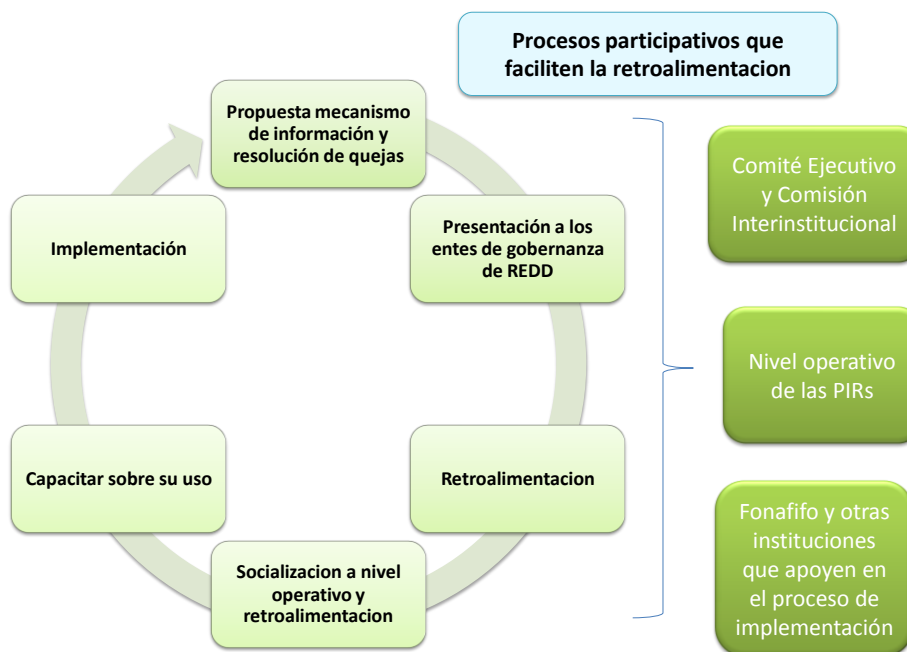 Procesos participativos que
faciliten la retroalimentacion
Propuesta mecanismo
de información y
resolución de quejas
Presentación a los
entes de gobernanza
de REDD
Retroalimentacion
Socializacion a nivel
operativo y
retroalimentacion
Capacitar sobre su uso
Implementación
Comité Ejecutivo
y Comisión
Interinstitucional
Nivel operativo
de las PIRs
Fonafifo y otras
instituciones
que apoyen en
el proceso de
implementación